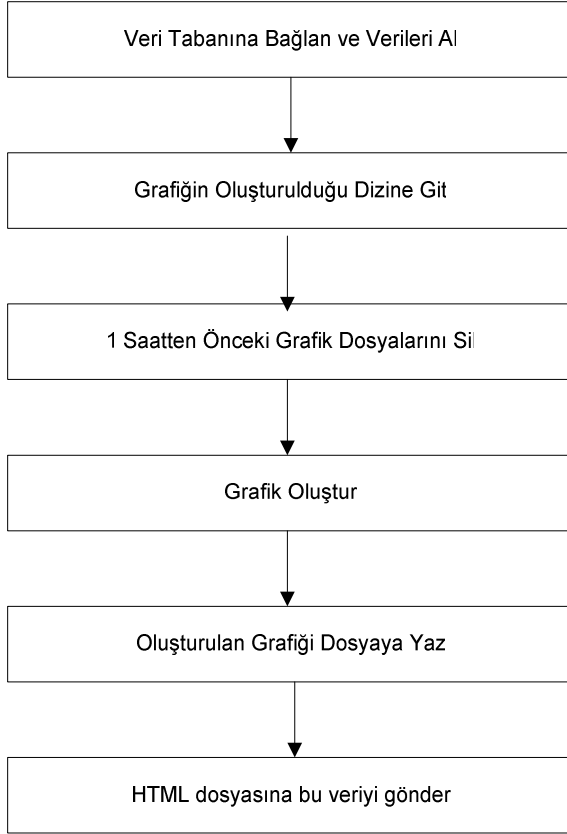 Veri Tabanına Bağlan ve Verileri Al
Grafiğin Oluşturulduğu Dizine Git
1 Saatten Önceki Grafik Dosyalarını Sil
Grafik Oluştur
Oluşturulan Grafiği Dosyaya Yaz
HTML dosyasına bu veriyi gönder